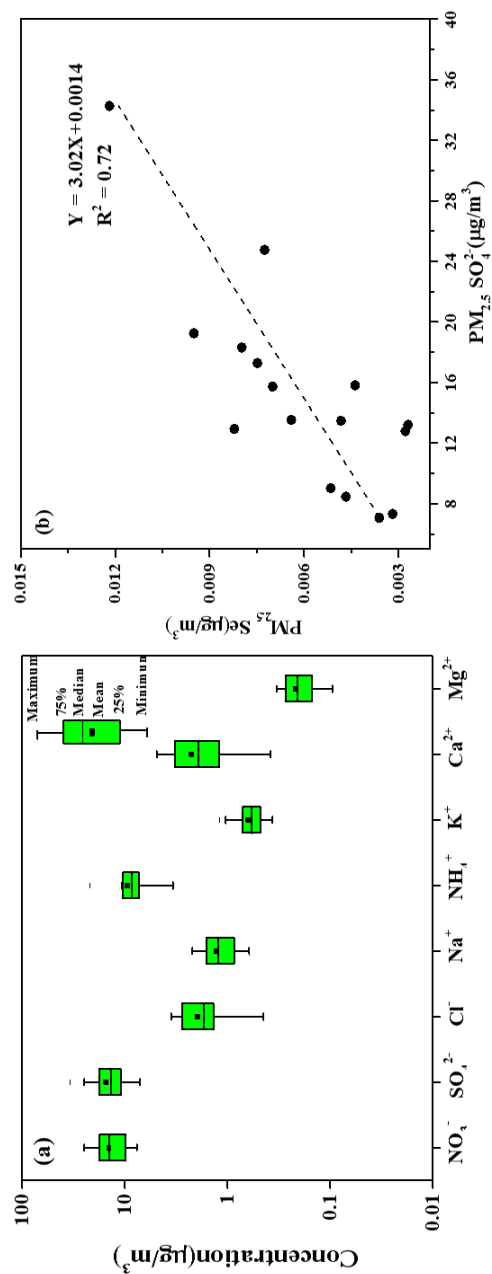 (a)
100
10
1
0.1
0.01
Concentration(μg/m³)
NO₃⁻ SO₄²⁻ Cl⁻ Na⁺ NH₄⁺ K⁺ Ca²⁺ Mg²⁺
Maximum
75%
Median
Mean
25%
Minimun
(b)
Y = 3.02X+0.0014
R² = 0.72
0.015
0.012
0.009
0.006
0.003
PM₂.₅ Se(μg/m³)
8 12 16 20 24 28 32 36 40
PM₂.₅ SO₄²⁻(μg/m³)